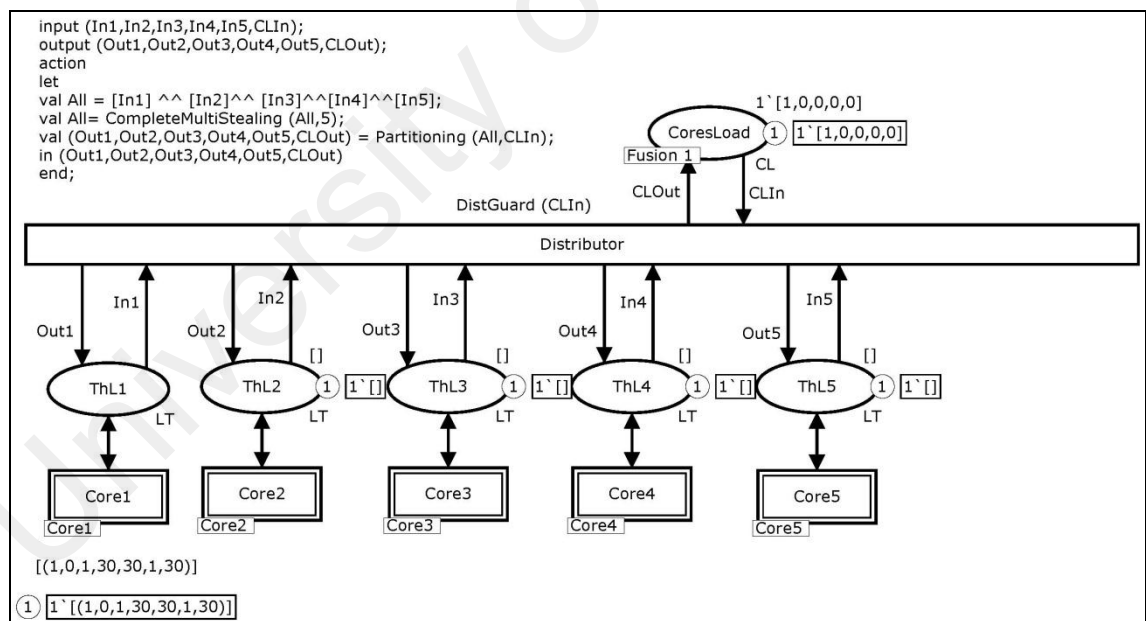 input (In1,In2,In3,In4,In5,CLIn);
output (Out1,Out2,Out3,Out4,Out5,CLOut);
action
let
val All = [In1] ^^ [In2]^^ [In3]^^[In4]^^[In5];
val All= CompleteMultiStealing (All,5);
val (Out1,Out2,Out3,Out4,Out5,CLOut) = Partitioning (All,CLIn);
in (Out1,Out2,Out3,Out4,Out5,CLOut)
end;
1`[1,0,0,0,0]
CoresLoad 1 1`[1,0,0,0,0]
Fusion 1
CL
CLOut CLIn
DistGuard (CLIn)
Distributor
In1 In2 In3 In4 In5
Out1 Out2 Out3 Out4 Out5
[] [] [] []
ThL1 ThL2 1 1`[] ThL3 1 1`[] ThL4 1 1`[] ThL5 1 1`[]
LT LT LT LT LT
Core1 Core2 Core3 Core4 Core5
Core1 Core2 Core3 Core4 Core5
[(1,0,1,30,30,1,30)]
1 1`[(1,0,1,30,30,1,30)]
University o